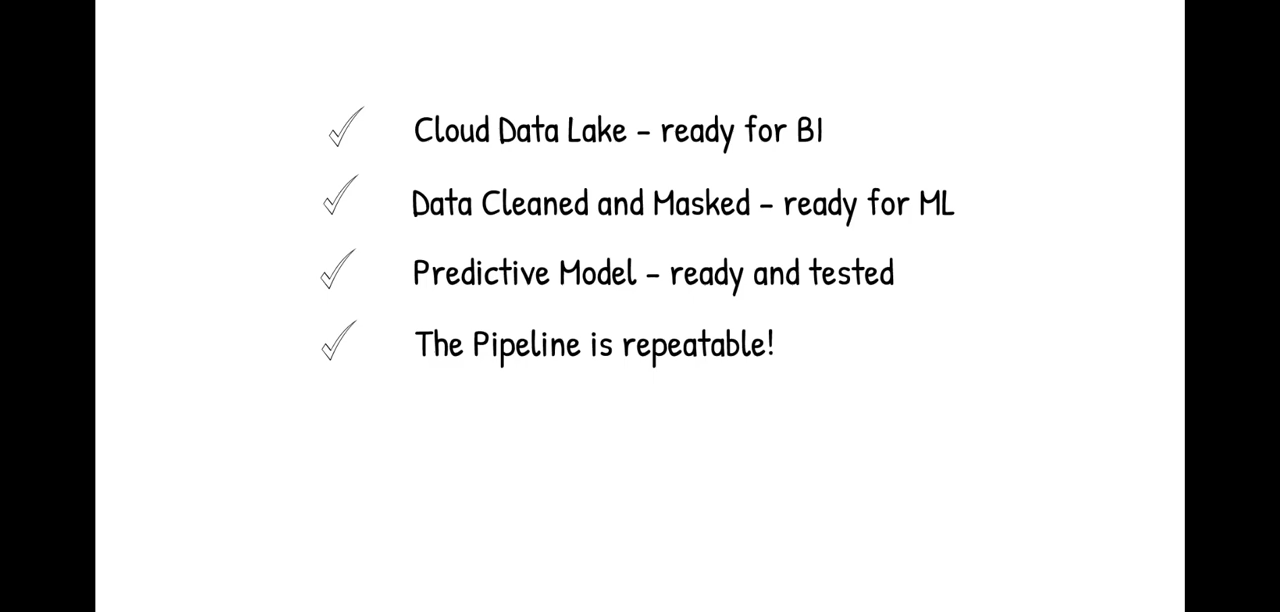 Cloud Data Lake - ready for BI
Data Cleaned and Masked - ready for ML
Predictive Model - ready and tested
The Pipeline is repeatable!